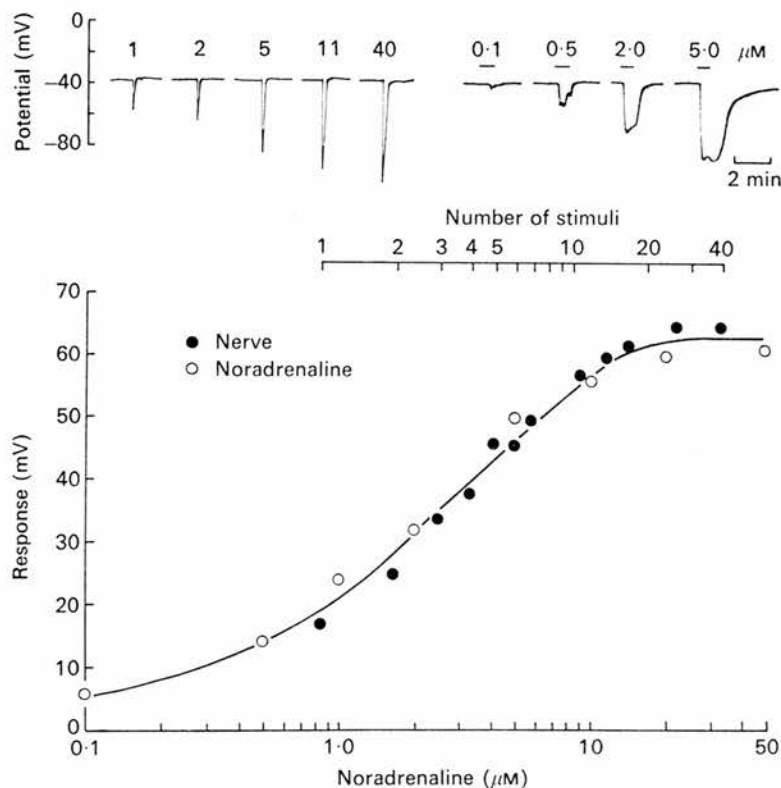 0
Potential (mV)
−40
−80
1 2 5 11 40
0·1 0·5 2·0 5·0 μM
2 min
Number of stimuli
1 2 3 4 5 10 20 40
70
60
50
40
30
20
10
0
Response (mV)
● Nerve
○ Noradrenaline
0·1 1·0 10 50
Noradrenaline (μM)